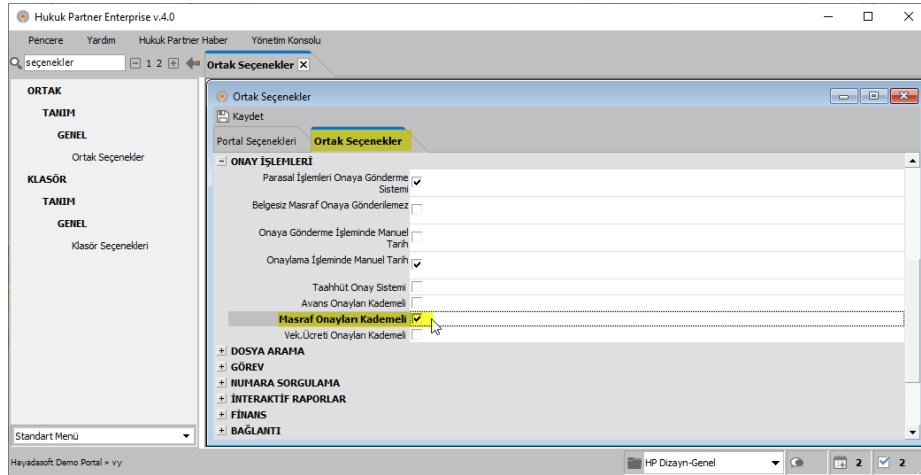 Hukuk Partner Enterprise v.4.0
Pencere Yardım Hukuk Partner Haber Yönetim Konsolu
seçenekler 1 2 Ortak Seçenekler
ORTAK
TANIM
GENEL
Ortak Seçenekler
KLASÖR
TANIM
GENEL
Klasör Seçenekleri
Ortak Seçenekler
Kaydet
Portal Seçenekleri Ortak Seçenekler
ONAY İŞLEMLERİ
Parasal İşlemleri Onaya Gönderme
Sistemi
Belgesiz Masraf Onaya Gönderilemez
Onaya Gönderme İşleminde Manuel
Tarih
Onaylama İşleminde Manuel Tarih
Taahhüt Onay Sistemi
Avans Onayları Kademeli
Masraf Onayları Kademeli
Vek.Ücreti Onayları Kademeli
DOSYA ARAMA
GÖREV
NUMARA SORGULAMA
İNTERAKTİF RAPORLAR
FİNANS
BAĞLANTI
Standart Menü
Hayadasoft Demo Portal » vy HP Dizayn-Genel 2 2